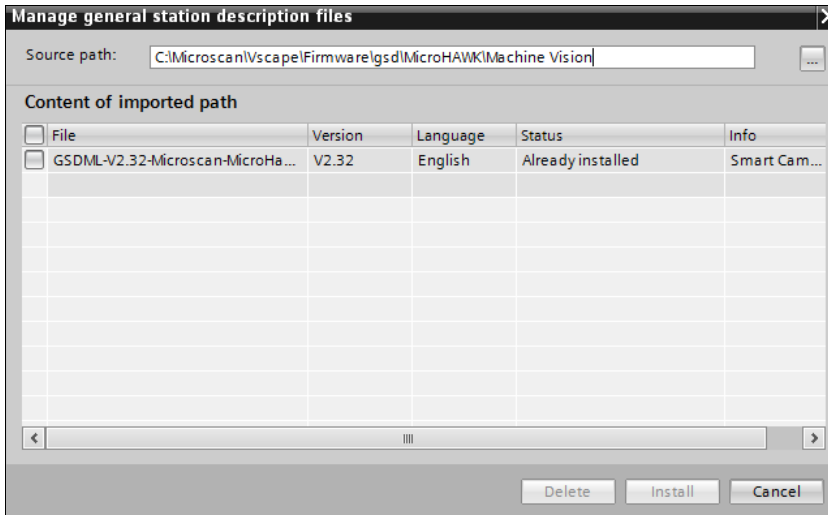 Manage general station description files
Source path: C:\Microscan\Vscape\Firmware\gsd\MicroHAWK\Machine Vision
...
Content of imported path
File Version Language Status Info
GSDML-V2.32-Microscan-MicroHa... V2.32 English Already installed Smart Cam...
Delete Install Cancel